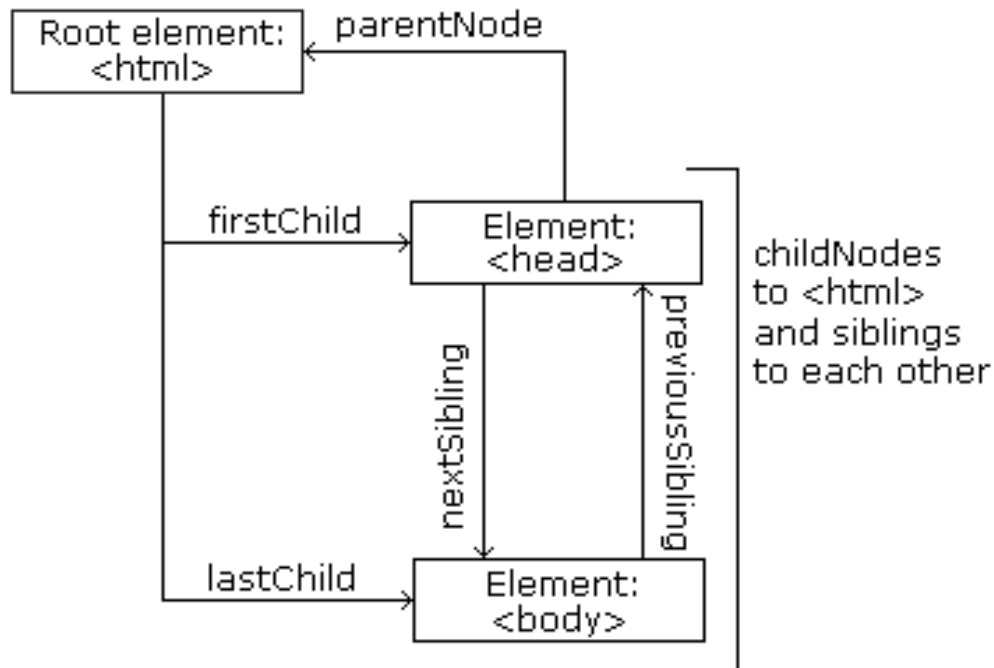 Root element:
<html>
parentNode
firstChild
Element:
<head>
childNodes
to <html>
and siblings
to each other
nextSibling
previousSibling
lastChild
Element:
<body>